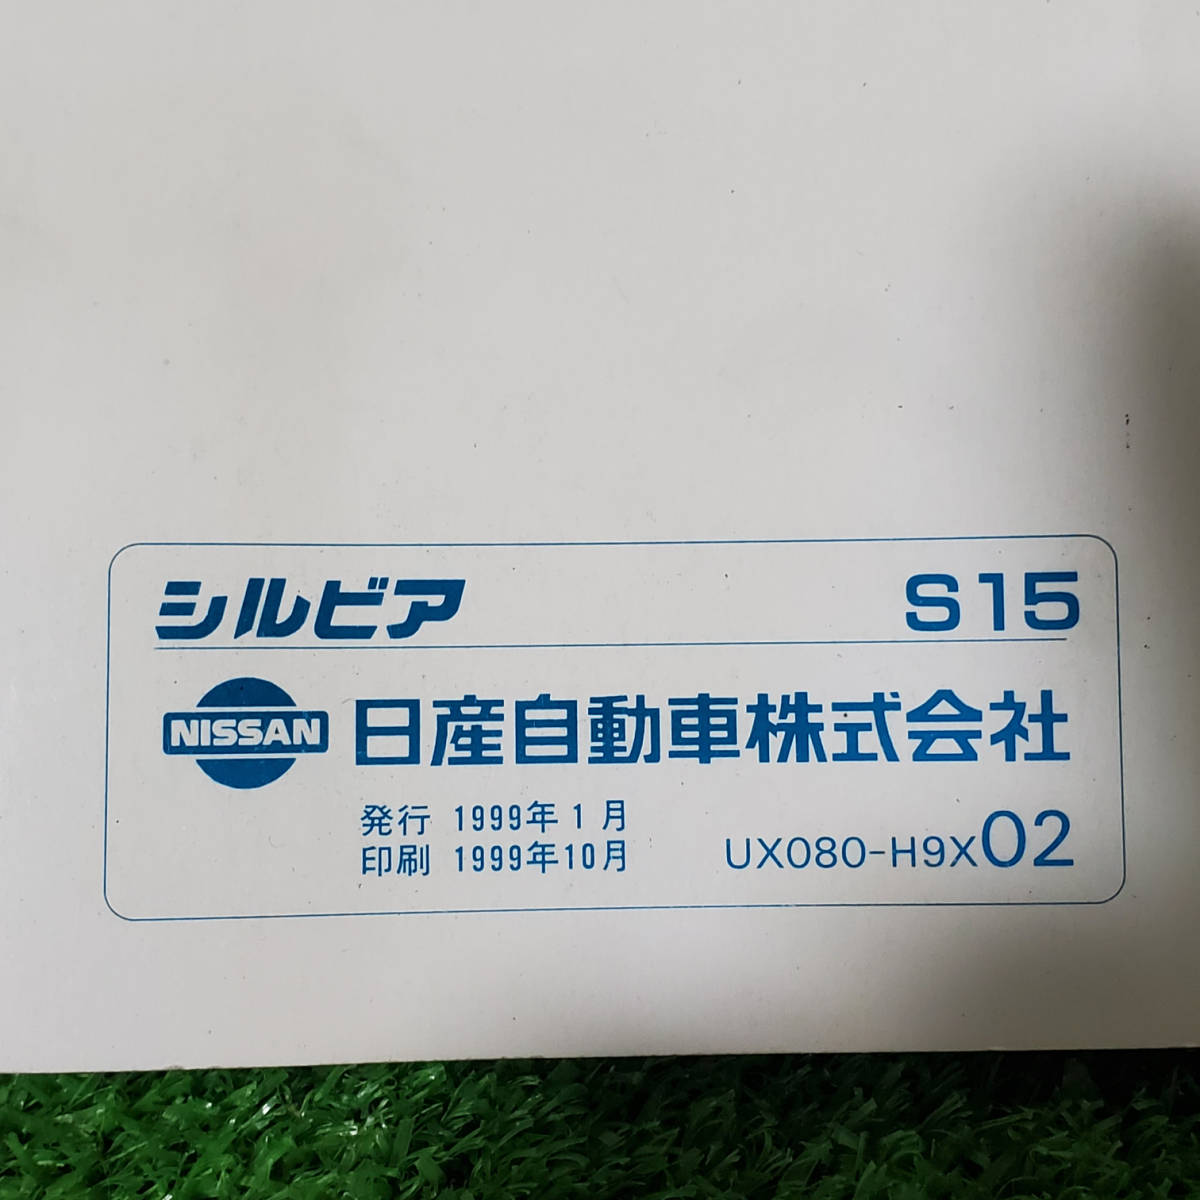 シルビア S15
NISSAN 日産自動車株式会社
発行 1999年1月
印刷 1999年10月 UX080-H9X02